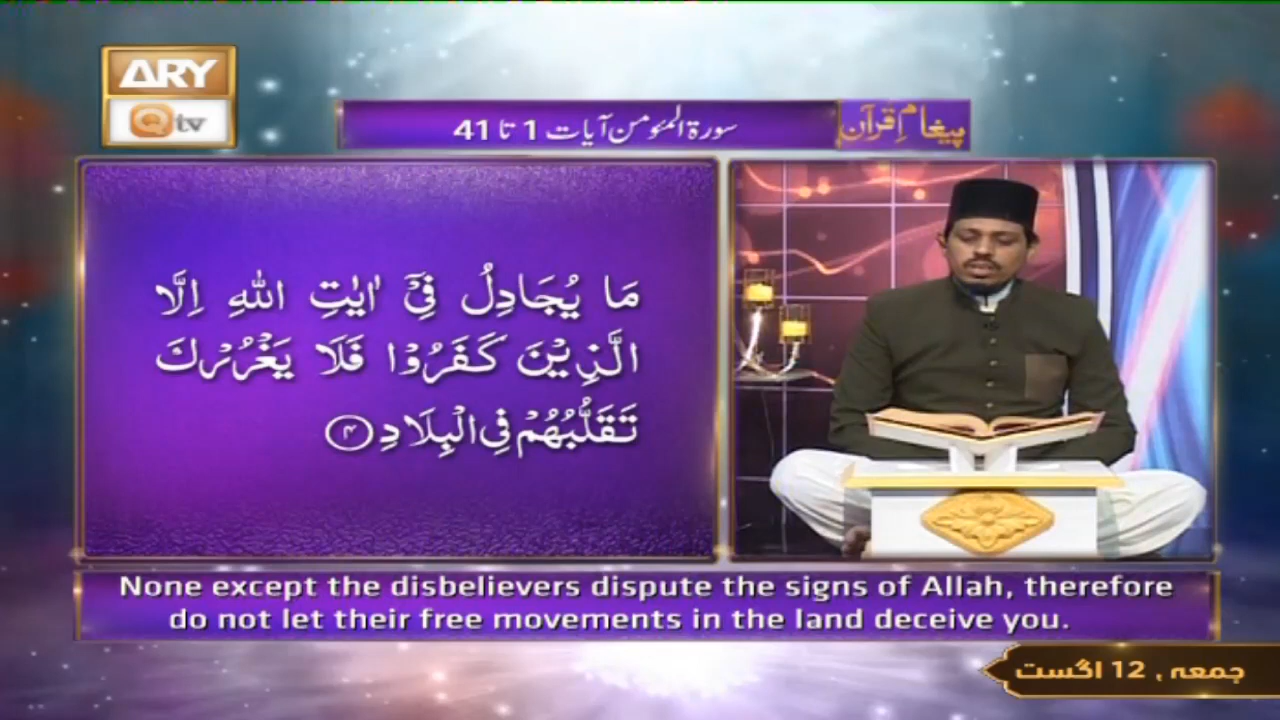 ARY
Qtv
پیغامِ قرآن
سورۃ المئومن آیات 1 تا 41
مَا یُجَادِلُ فِیْۤ اٰیٰتِ اللّٰهِ اِلَّا
الَّذِیْنَ كَفَرُوْا فَلَا یَغْرُرْكَ
تَقَلُّبُهُمْ فِی الْبِلَادِ ۴
None except the disbelievers dispute the signs of Allah, therefore
do not let their free movements in the land deceive you.
جمعہ , 12 اگست